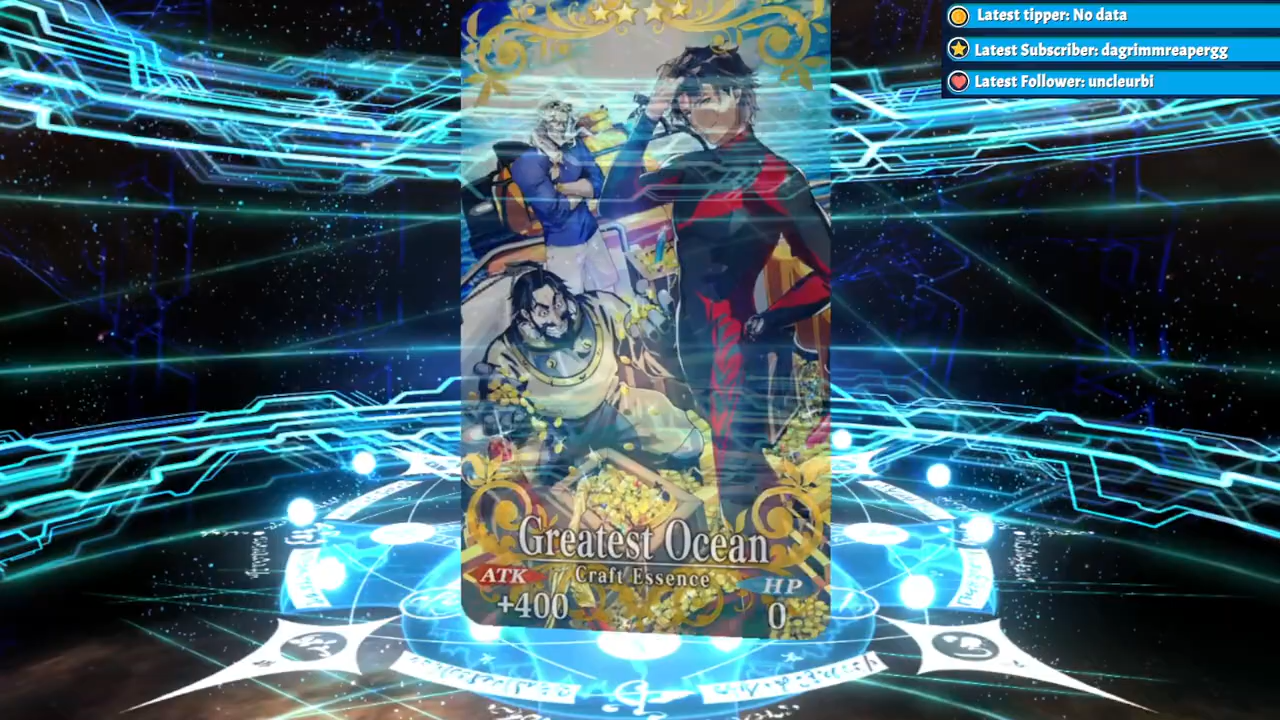 Latest tipper: No data
Latest Subscriber: dagrimmreapergg
Latest Follower: uncleurbi
Greatest Ocean
Craft Essence
ATK
+400
HP
0